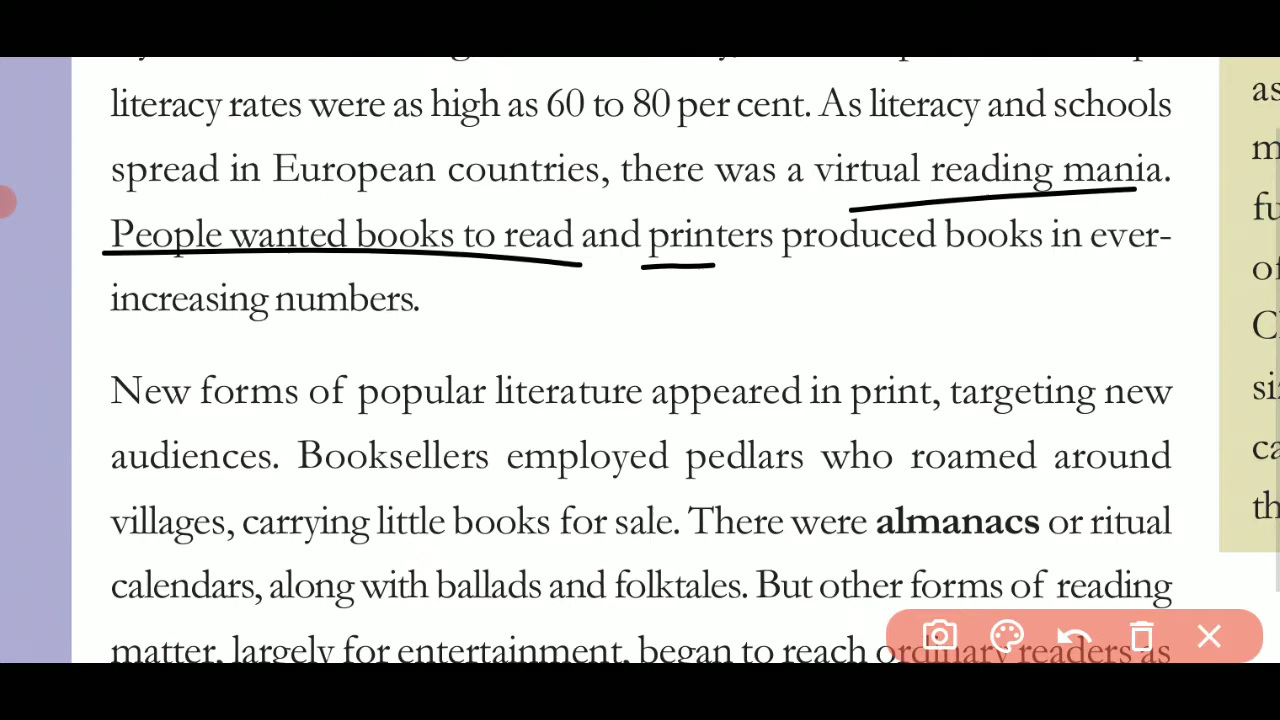 literacy rates were as high as 60 to 80 per cent. As literacy and schools
spread in European countries, there was a virtual reading mania.
People wanted books to read and printers produced books in ever-
increasing numbers.
New forms of popular literature appeared in print, targeting new
audiences. Booksellers employed pedlars who roamed around
villages, carrying little books for sale. There were almanacs or ritual
calendars, along with ballads and folktales. But other forms of reading
matter, largely for entertainment, began to reach ordinary readers as